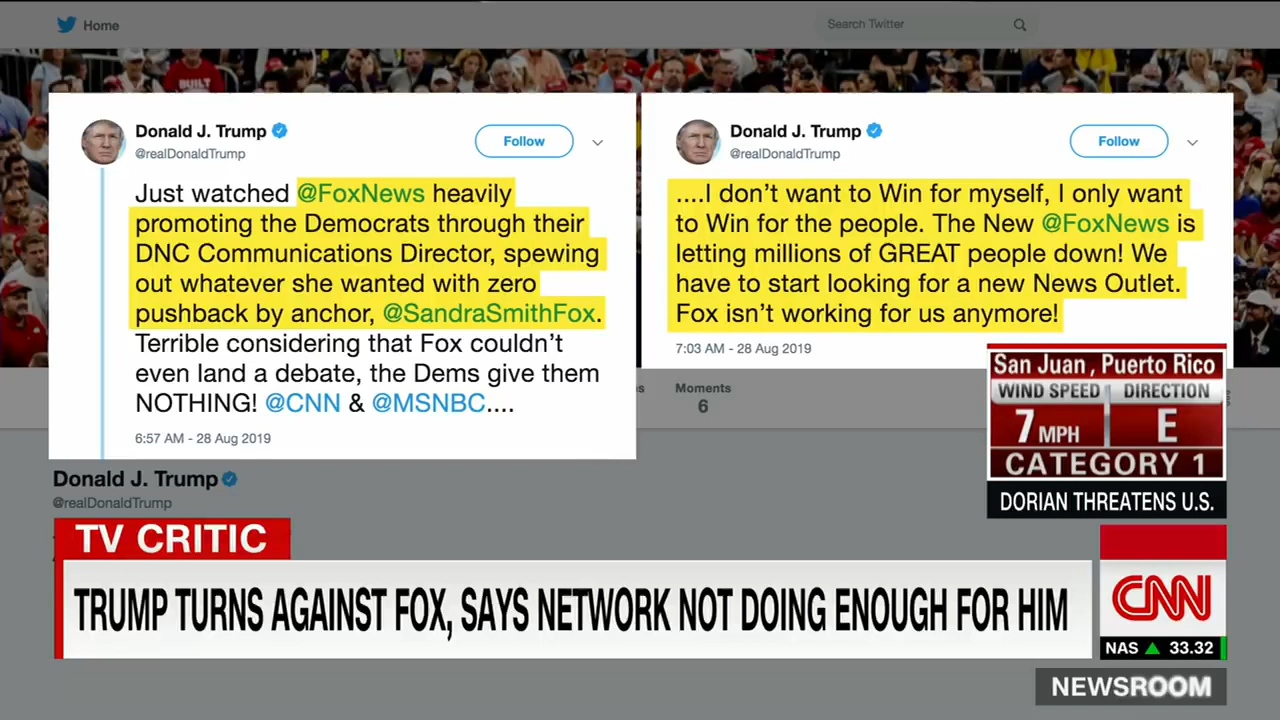 Home
Search Twitter
BUILT
Donald J. Trump
@realDonaldTrump
Follow
Just watched @FoxNews heavily
promoting the Democrats through their
DNC Communications Director, spewing
out whatever she wanted with zero
pushback by anchor, @SandraSmithFox.
Terrible considering that Fox couldn't
even land a debate, the Dems give them
NOTHING! @CNN & @MSNBC....
6:57 AM - 28 Aug 2019
Donald J. Trump
@realDonaldTrump
Follow
....I don't want to Win for myself, I only want
to Win for the people. The New @FoxNews is
letting millions of GREAT people down! We
have to start looking for a new News Outlet.
Fox isn't working for us anymore!
7:03 AM - 28 Aug 2019
Moments
6
Donald J. Trump
@realDonaldTrump
San Juan, Puerto Rico
WIND SPEED DIRECTION
7 MPH E
CATEGORY 1
DORIAN THREATENS U.S.
TV CRITIC
TRUMP TURNS AGAINST FOX, SAYS NETWORK NOT DOING ENOUGH FOR HIM
CNN
NAS ▲ 33.32
NEWSROOM